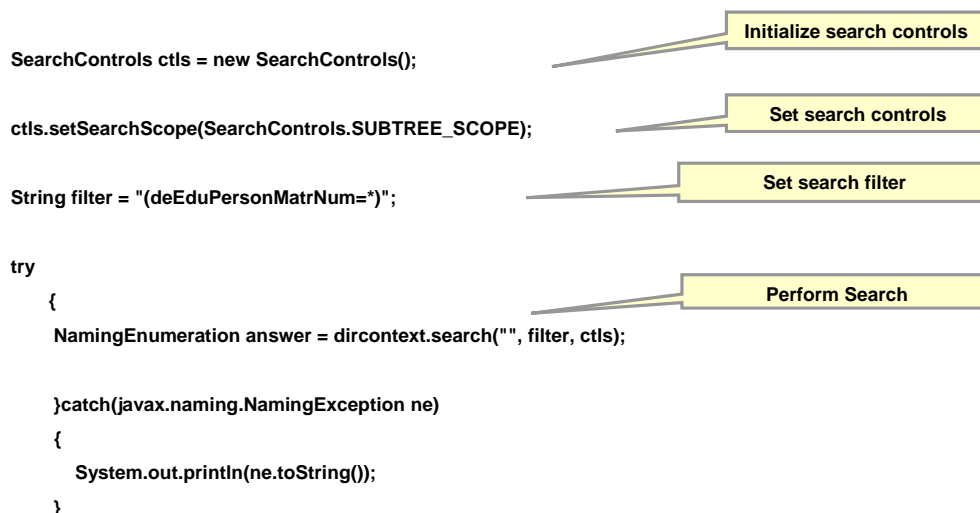 Initialize search controls
SearchControls ctls = new SearchControls();
Set search controls
ctls.setSearchScope(SearchControls.SUBTREE_SCOPE);
Set search filter
String filter = "(deEduPersonMatrNum=*)";
try
{
Perform Search
NamingEnumeration answer = dircontext.search("", filter, ctls);
}catch(javax.naming.NamingException ne)
{
System.out.println(ne.toString());
}